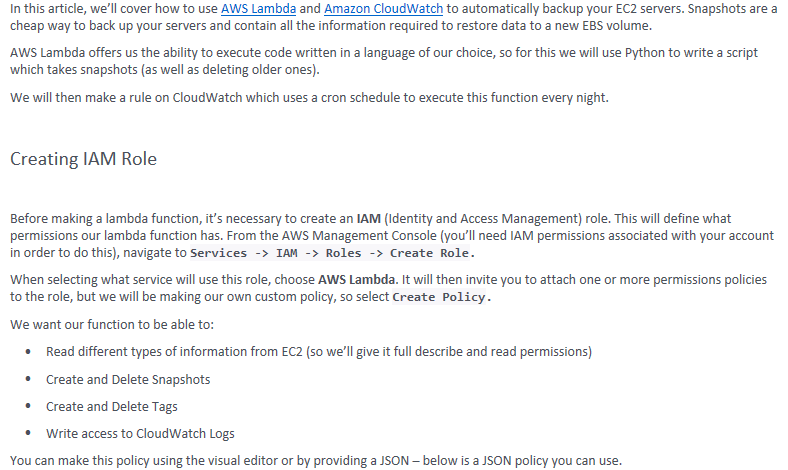 In this article, we’ll cover how to use AWS Lambda and Amazon CloudWatch to automatically backup your EC2 servers. Snapshots are a
cheap way to back up your servers and contain all the information required to restore data to a new EBS volume.
AWS Lambda offers us the ability to execute code written in a language of our choice, so for this we will use Python to write a script
which takes snapshots (as well as deleting older ones).
We will then make a rule on CloudWatch which uses a cron schedule to execute this function every night.
Creating IAM Role
Before making a lambda function, it’s necessary to create an IAM (Identity and Access Management) role. This will define what
permissions our lambda function has. From the AWS Management Console (you’ll need IAM permissions associated with your account
in order to do this), navigate to Services -> IAM -> Roles -> Create Role.
When selecting what service will use this role, choose AWS Lambda. It will then invite you to attach one or more permissions policies
to the role, but we will be making our own custom policy, so select Create Policy.
We want our function to be able to:
• Read different types of information from EC2 (so we’ll give it full describe and read permissions)
• Create and Delete Snapshots
• Create and Delete Tags
• Write access to CloudWatch Logs
You can make this policy using the visual editor or by providing a JSON – below is a JSON policy you can use.